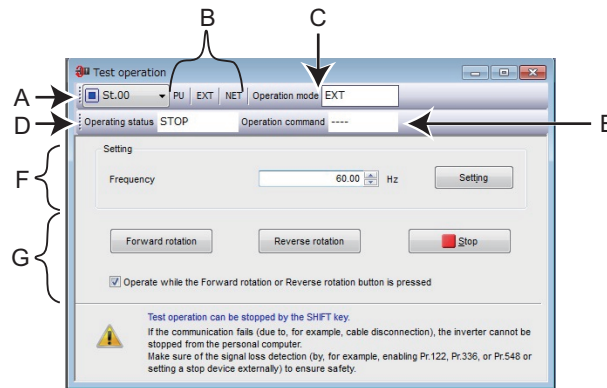 B
C
Test operation
A
St.00
PU
EXT
NET
Operation mode
EXT
D
Operating status
STOP
Operation command
----
E
Setting
F
Frequency
60.00
Hz
Setting
G
Forward rotation
Reverse rotation
Stop
Operate while the Forward rotation or Reverse rotation button is pressed
Test operation can be stopped by the SHIFT key.
If the communication fails (due to, for example, cable disconnection), the inverter cannot be
stopped from the personal computer.
Make sure of the signal loss detection (by, for example, enabling Pr.122, Pr.336, or Pr.548 or
setting a stop device externally) to ensure safety.